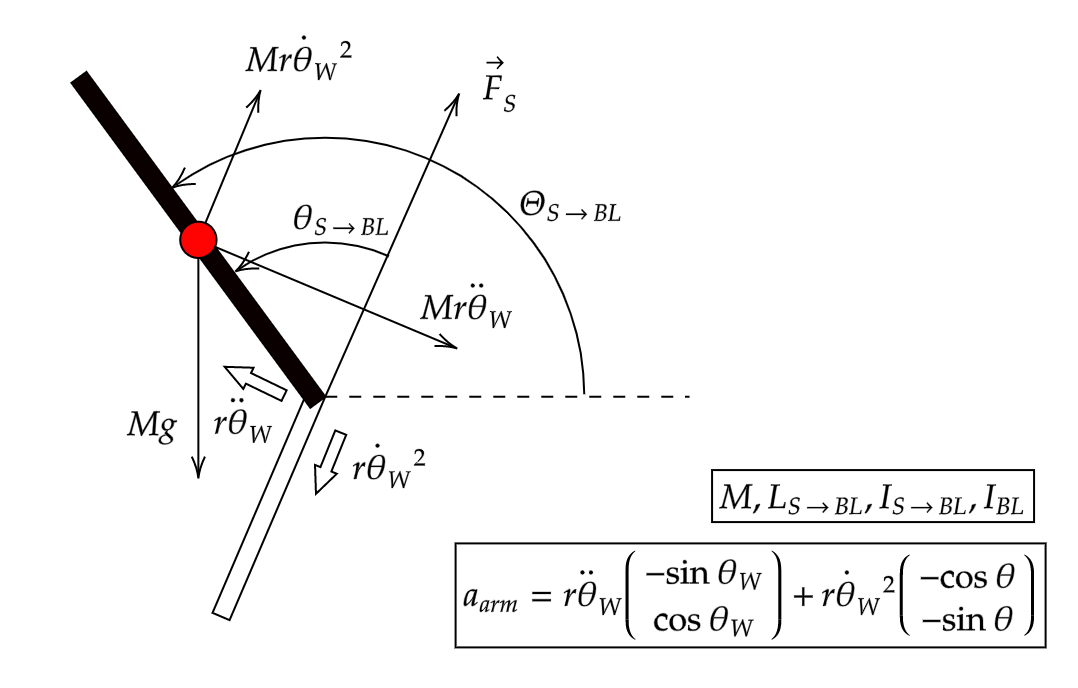 Mrθ̇_W²
F⃗_S
Θ_{S→BL}
θ_{S→BL}
Mrθ̈_W
Mg
rθ̈_W
rθ̇_W²
M, L_{S→BL}, I_{S→BL}, I_{BL}
a_{arm} = rθ̈_W ( −sin θ_W cos θ_W ) + rθ̇_W² ( −cos θ −sin θ )